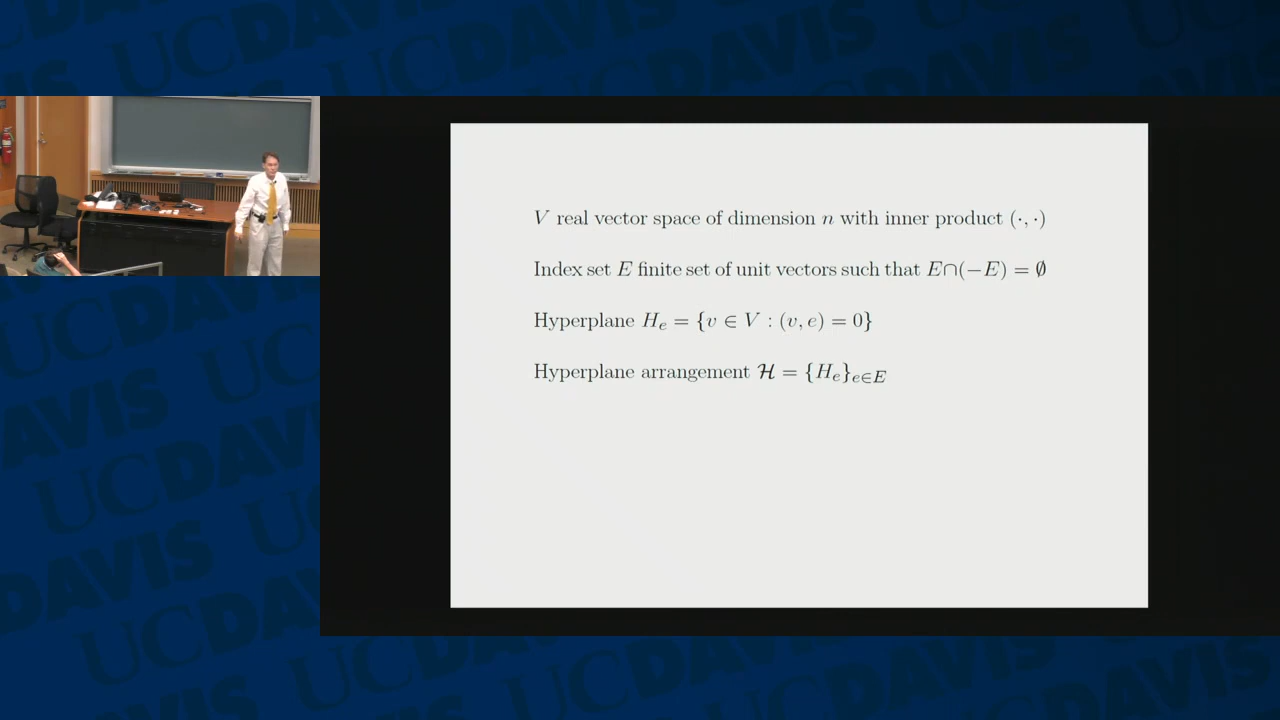 V real vector space of dimension n with inner product (·, ·)
Index set E finite set of unit vectors such that E∩(−E) = ∅
Hyperplane H_e = {v ∈ V : (v, e) = 0}
Hyperplane arrangement ℋ = {H_e}_{e∈E}
UCDAVIS